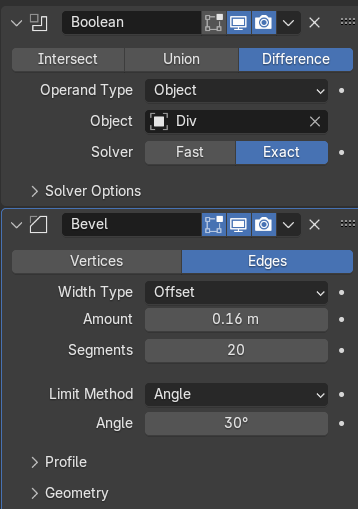 Boolean
Intersect Union Difference
Operand Type Object
Object Div
Solver Fast Exact
Solver Options
Bevel
Vertices Edges
Width Type Offset
Amount 0.16 m
Segments 20
Limit Method Angle
Angle 30°
Profile
Geometry